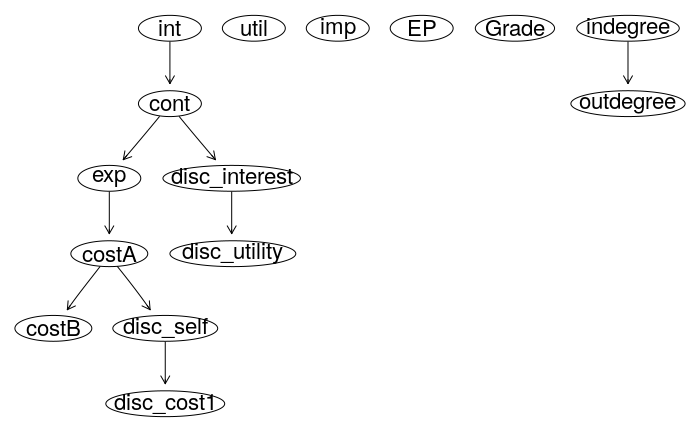 int util imp EP Grade indegree
cont outdegree
exp disc_interest
costA disc_utility
costB disc_self
disc_cost1